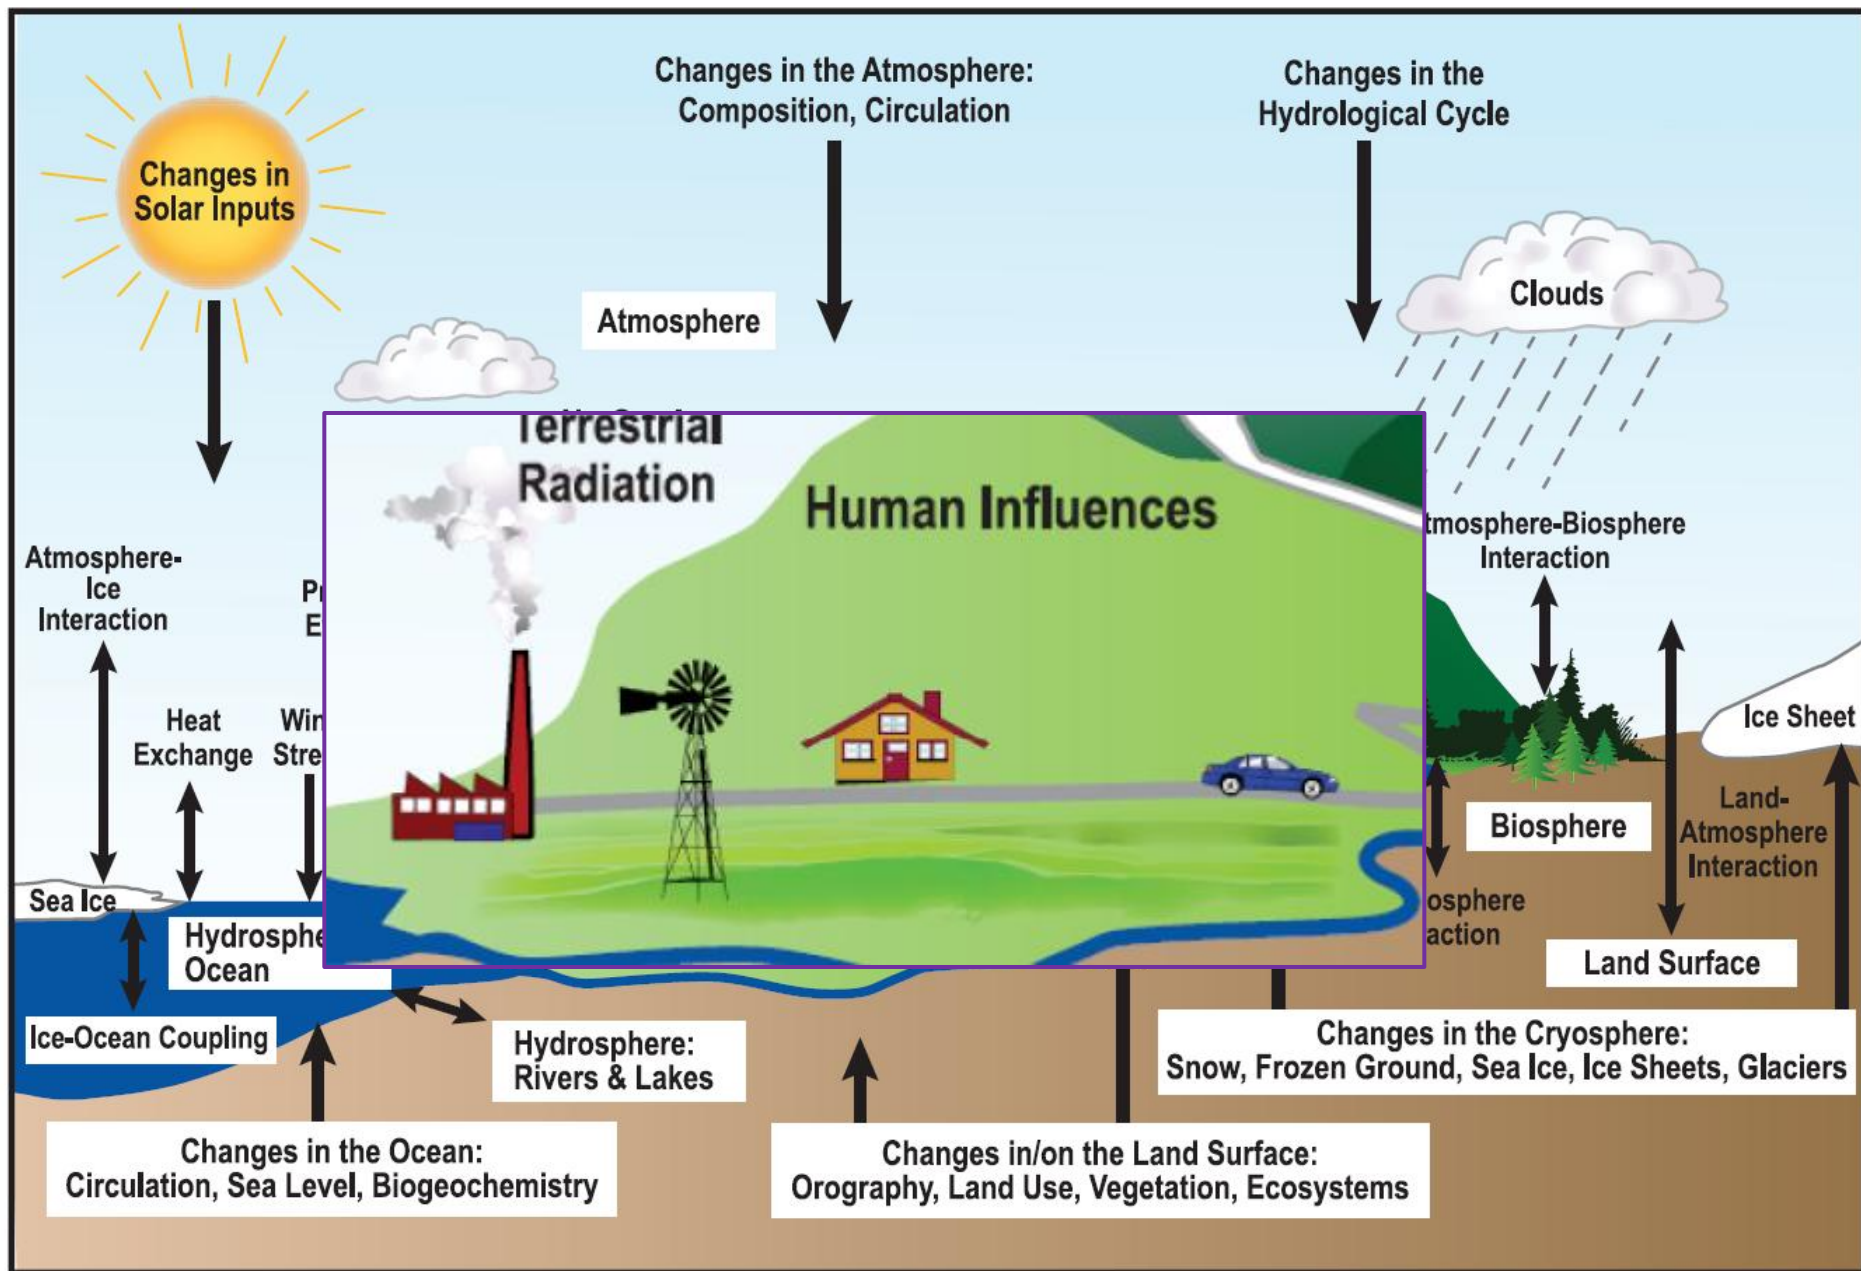 Changes in the Atmosphere:
Composition, Circulation
Changes in the
Hydrological Cycle
Changes in
Solar Inputs
Clouds
Atmosphere
Terrestrial
Radiation
Human Influences
Atmosphere-
Ice
Interaction
tmosphere-Biosphere
Interaction
Heat
Exchange
Ice Sheet
Land-
Atmosphere
Interaction
Biosphere
Sea Ice
Hydrosphe
Ocean
osphere
action
Land Surface
Ice-Ocean Coupling
Hydrosphere:
Rivers & Lakes
Changes in the Cryosphere:
Snow, Frozen Ground, Sea Ice, Ice Sheets, Glaciers
Changes in the Ocean:
Circulation, Sea Level, Biogeochemistry
Changes in/on the Land Surface:
Orography, Land Use, Vegetation, Ecosystems